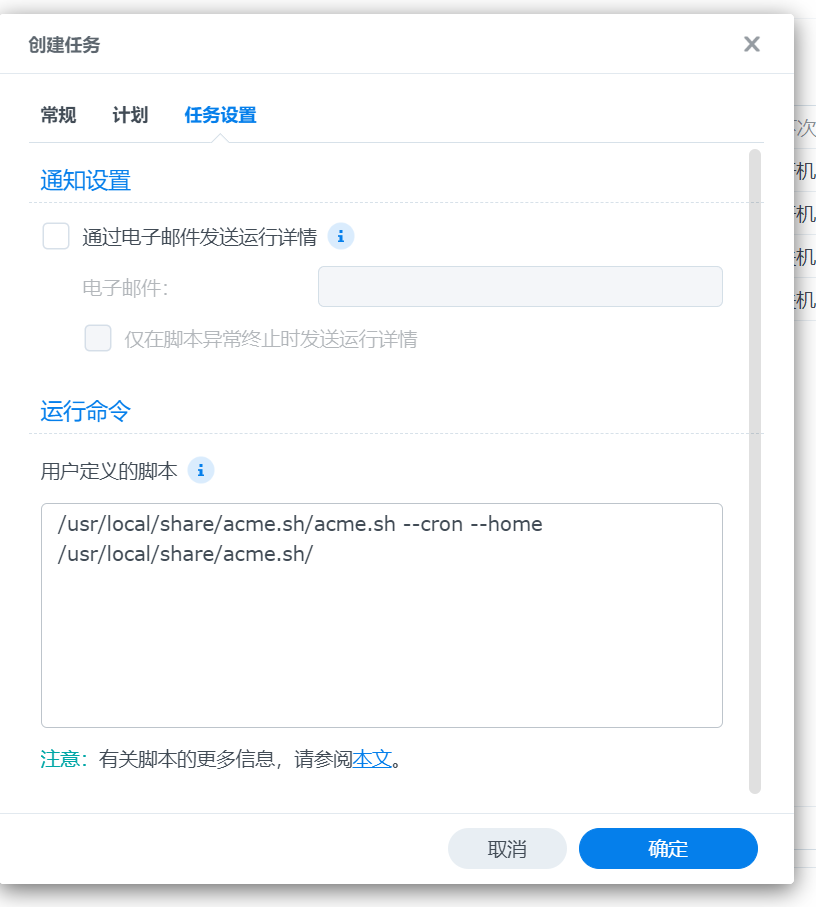 创建任务
常规 计划 任务设置
通知设置
通过电子邮件发送运行详情
电子邮件：
仅在脚本异常终止时发送运行详情
运行命令
用户定义的脚本
/usr/local/share/acme.sh/acme.sh --cron --home
/usr/local/share/acme.sh/
注意：有关脚本的更多信息，请参阅本文。
取消 确定
次
机
机
机
机